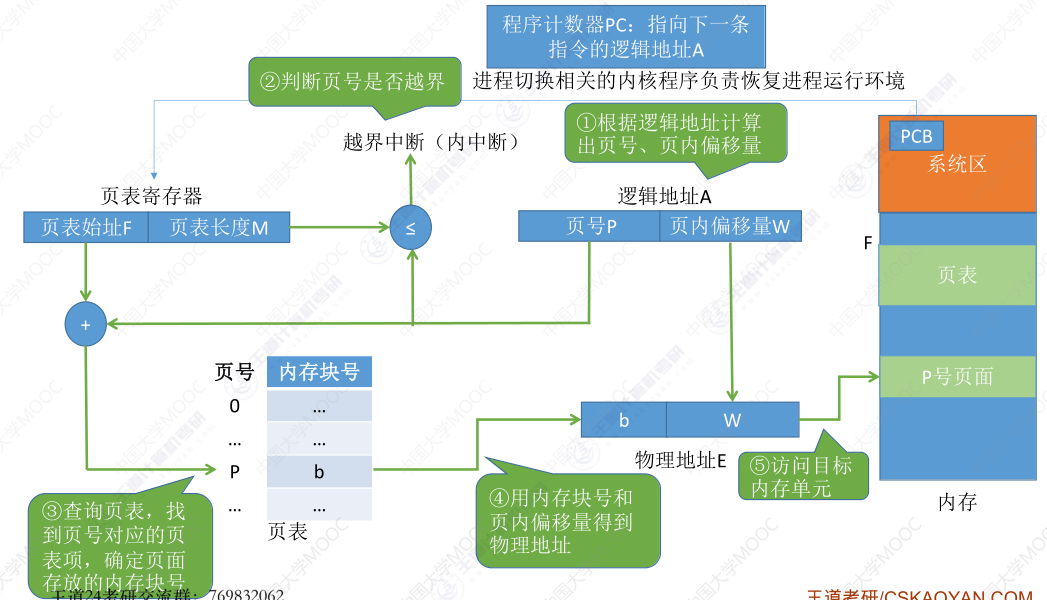 程序计数器PC：指向下一条
指令的逻辑地址A
②判断页号是否越界
进程切换相关的内核程序负责恢复进程运行环境
①根据逻辑地址计算
出页号、页内偏移量
越界中断（内中断）
PCB
系统区
页表寄存器
逻辑地址A
页表始址F
页表长度M
≤
页号P
页内偏移量W
F
页表
+
页号
内存块号
P号页面
0
...
...
...
P
b
...
...
b
W
物理地址E
⑤访问目标
内存单元
④用内存块号和
页内偏移量得到
物理地址
内存
③查询页表，找
到页号对应的页
表项，确定页面
存放的内存块号
页表
王道24考研交流群：769832062
王道考研/CSKAOYAN.COM